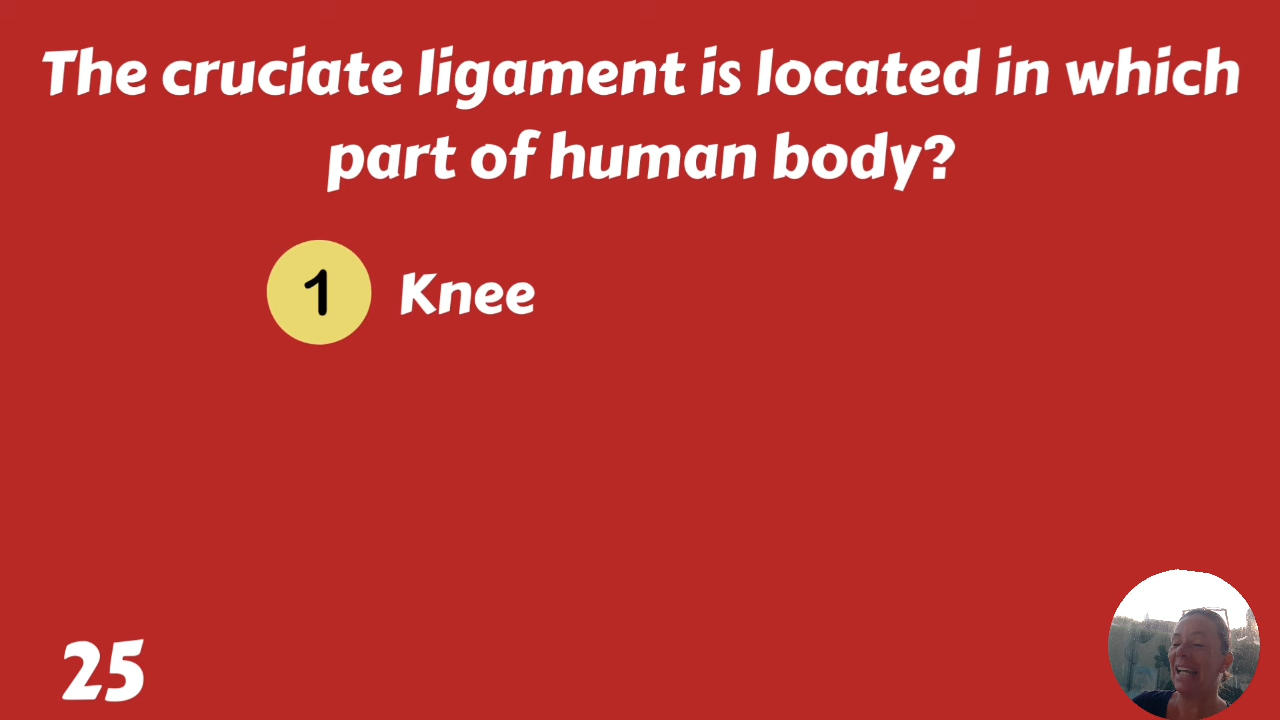 The cruciate ligament is located in which
part of human body?
1 Knee
25